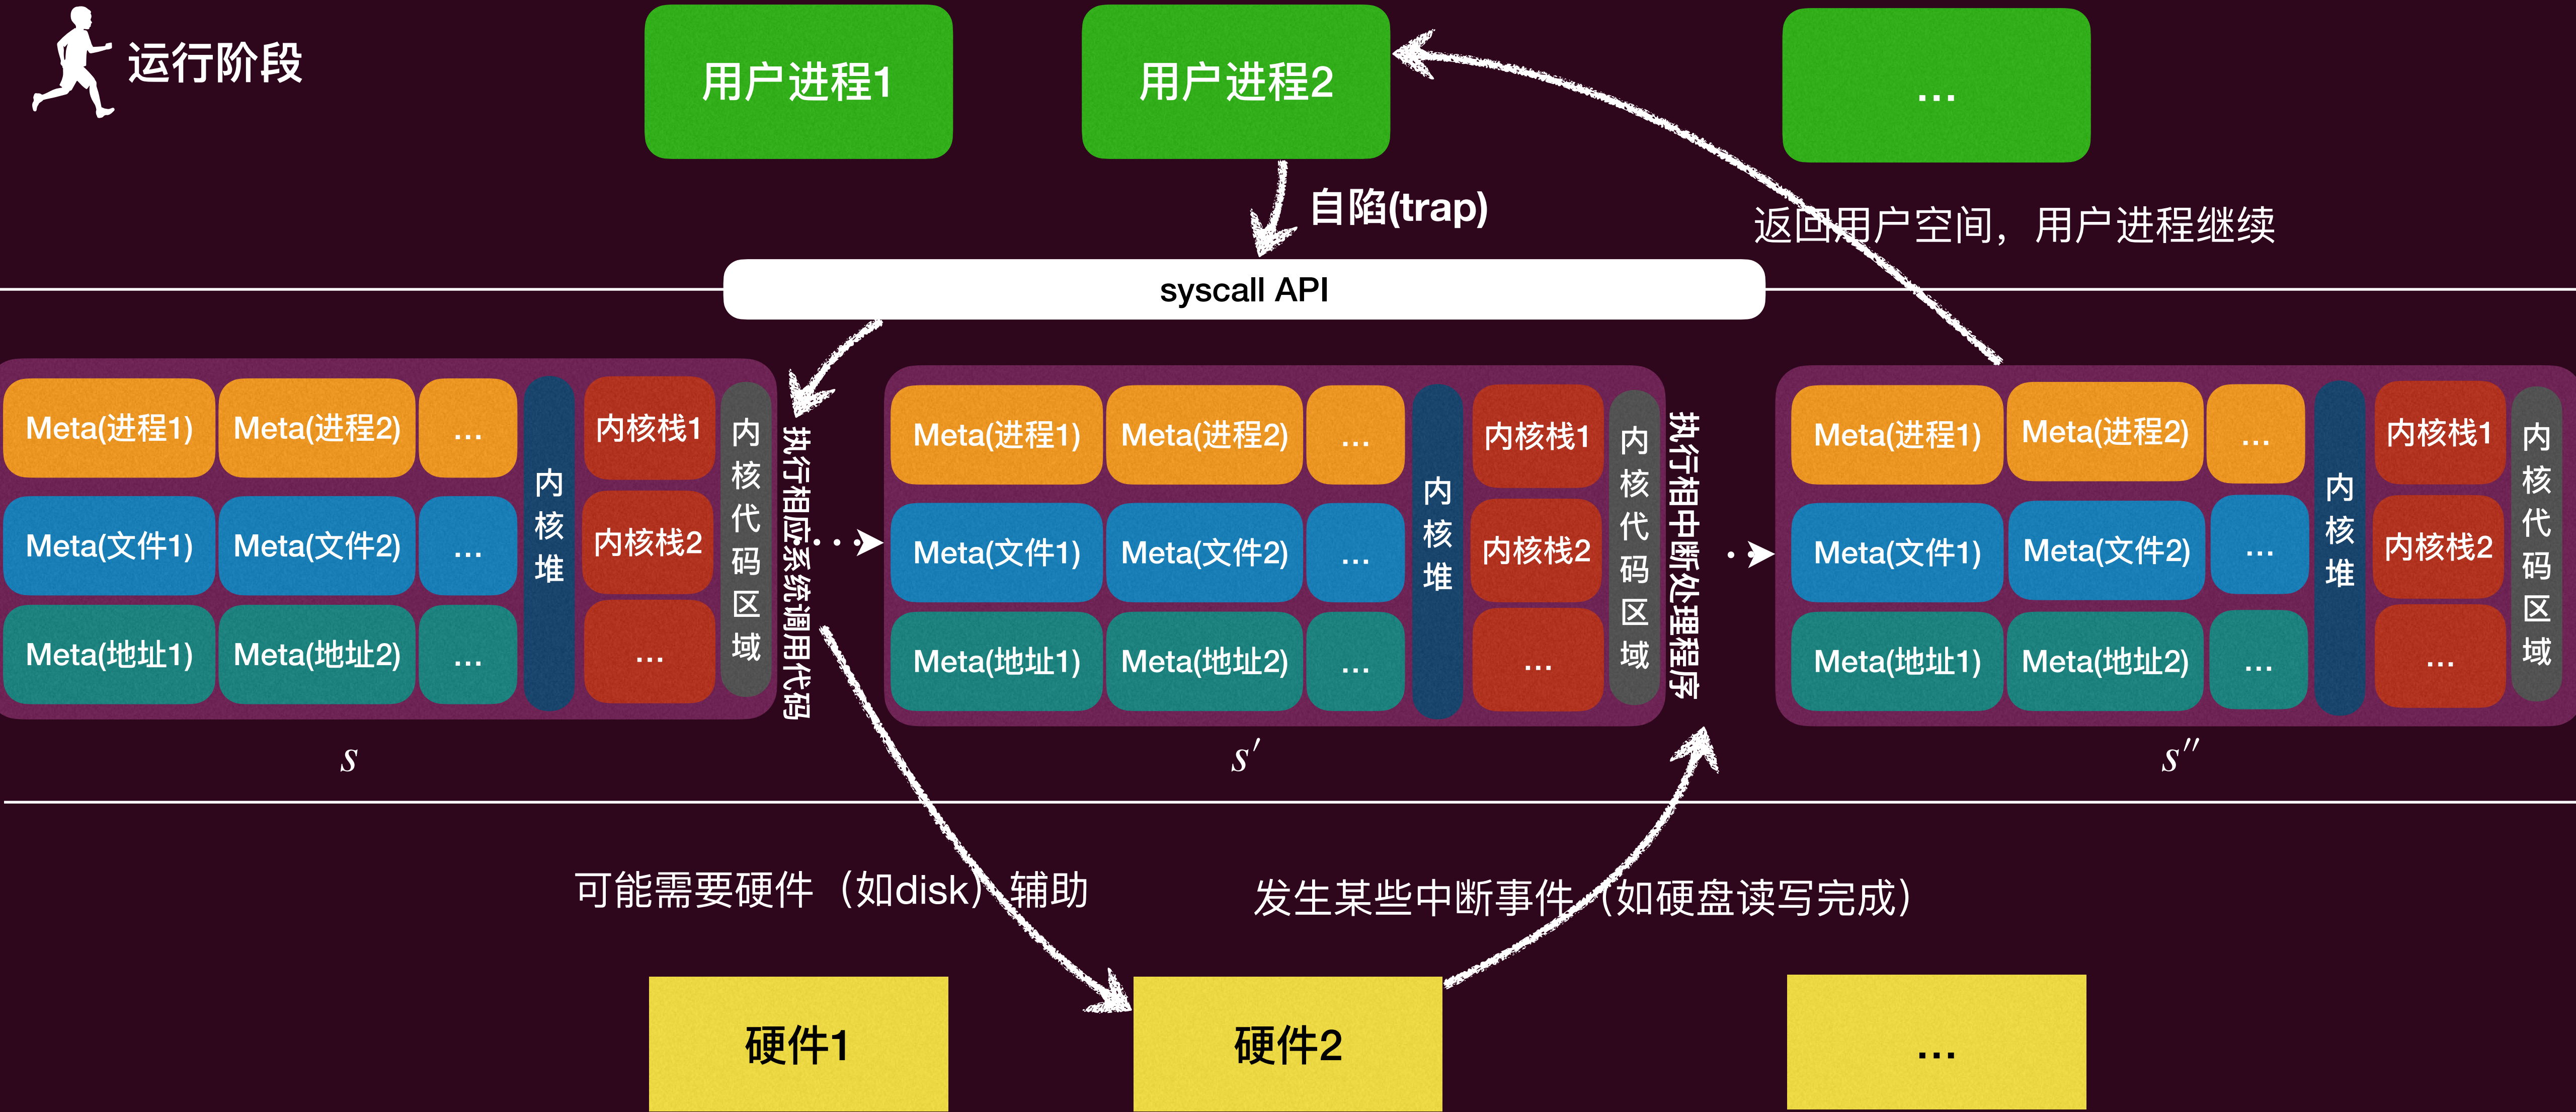 运行阶段
用户进程1
用户进程2
...
自陷(trap)
返回用户空间，用户进程继续
syscall API
Meta(进程1)
Meta(进程2)
...
Meta(文件1)
Meta(文件2)
...
Meta(地址1)
Meta(地址2)
...
内核堆
内核栈1
内核栈2
...
内核代码区域
s
执行相应系统调用代码
Meta(进程1)
Meta(进程2)
...
Meta(文件1)
Meta(文件2)
...
Meta(地址1)
Meta(地址2)
...
内核堆
内核栈1
内核栈2
...
内核代码区域
s′
执行相中断处理程序
Meta(进程1)
Meta(进程2)
...
Meta(文件1)
Meta(文件2)
...
Meta(地址1)
Meta(地址2)
...
内核堆
内核栈1
内核栈2
...
内核代码区域
s″
可能需要硬件（如disk）辅助
发生某些中断事件（如硬盘读写完成）
硬件1
硬件2
...